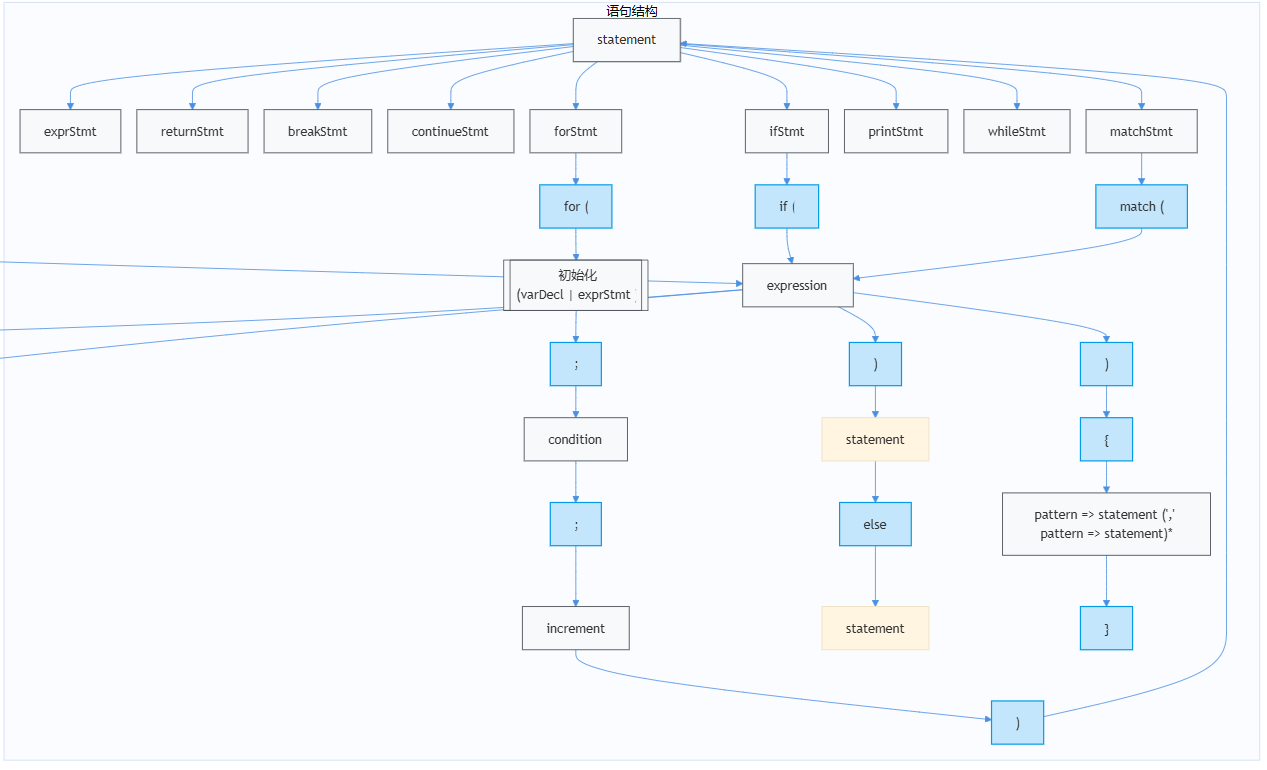 语句结构
statement
exprStmt
returnStmt
breakStmt
continueStmt
forStmt
ifStmt
printStmt
whileStmt
matchStmt
for (
if (
match (
初始化
(varDecl | exprStmt
expression
;
)
)
condition
statement
{
;
else
pattern => statement (','
pattern => statement)*
increment
statement
}
)